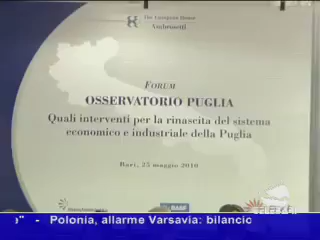 The European House
Ambrosetti
FORUM
OSSERVATORIO PUGLIA
Quali interventi per la rinascita del sistema
economico e industriale della Puglia
Bari, 25 maggio 2010
e" - Polonia, allarme Varsavia: bilancio